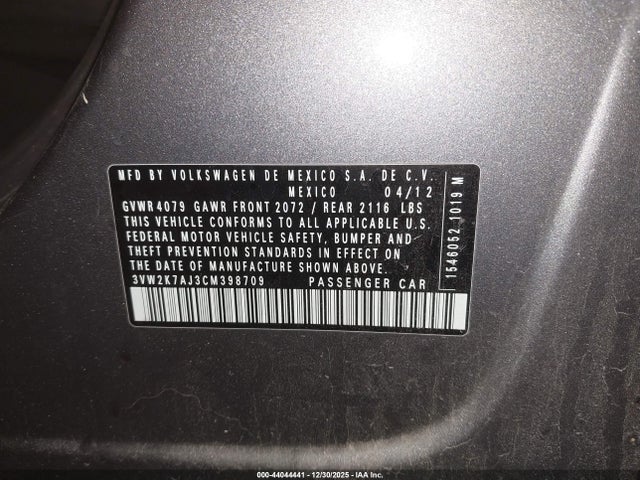 MFD BY VOLKSWAGEN DE MEXICO S.A. DE C.V.
MEXICO 04/12
GVWR 4079 GAWR FRONT 2072 / REAR 2116 LBS
THIS VEHICLE CONFORMS TO ALL APPLICABLE U.S.
FEDERAL MOTOR VEHICLE SAFETY, BUMPER AND
THEFT PREVENTION STANDARDS IN EFFECT ON
THE DATE OF MANUFACTURE SHOWN ABOVE.
3VW2K7AJ3CM398709 PASSENGER CAR
1546052 1019 M
000-44044441 - 12/30/2025 - IAA Inc.